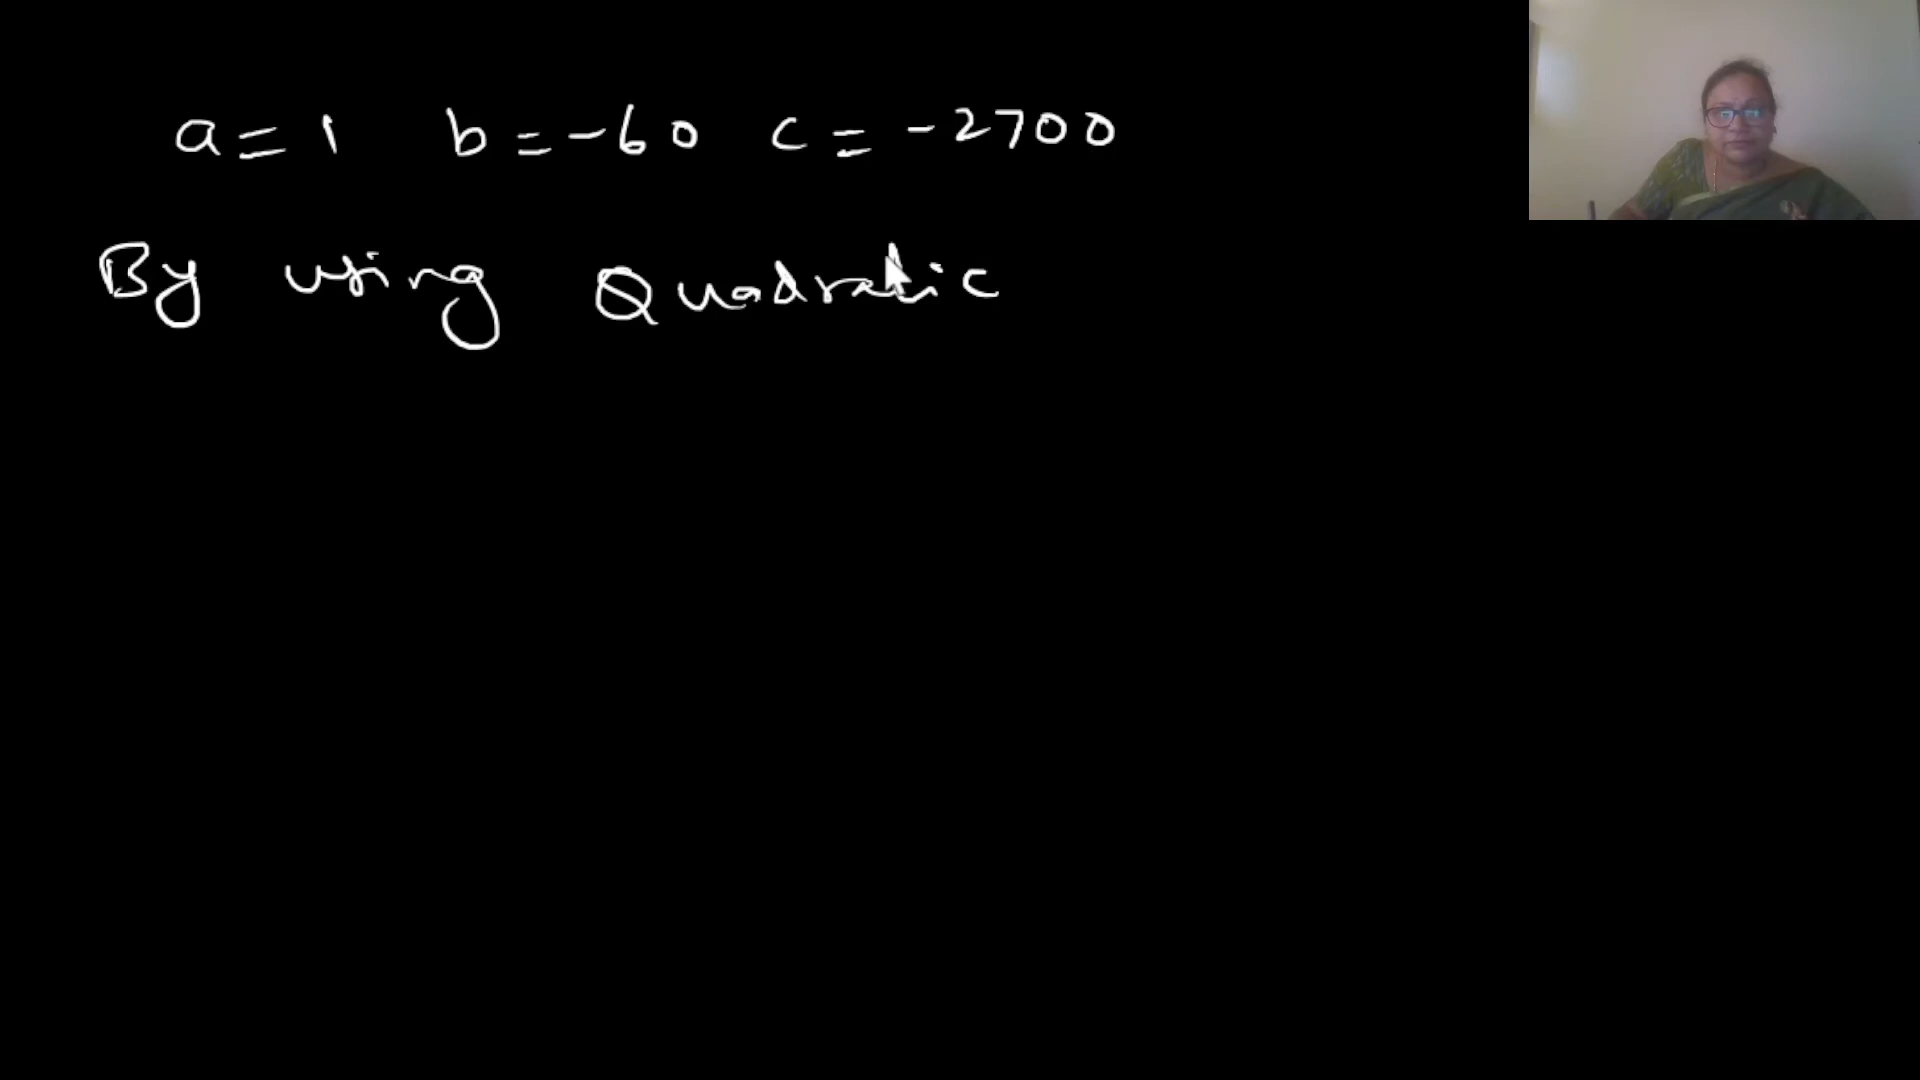 a = 1 b = -60 c = -2700
By using Quadratic